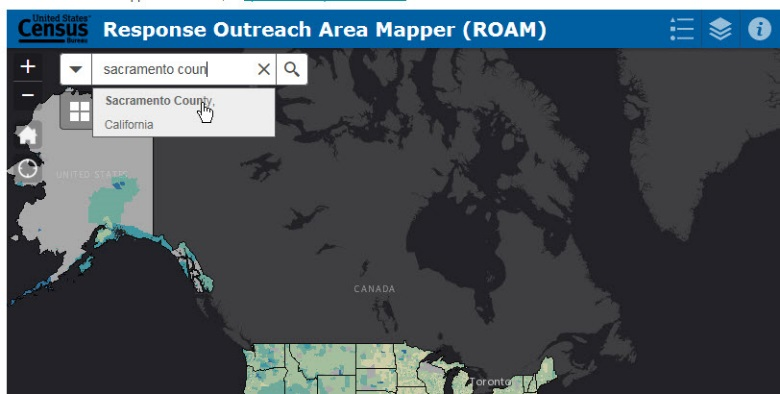 United States®
Census
Bureau
Response Outreach Area Mapper (ROAM)
sacramento coun
Sacramento County,
California
UNITED STATES
CANADA
Toronto